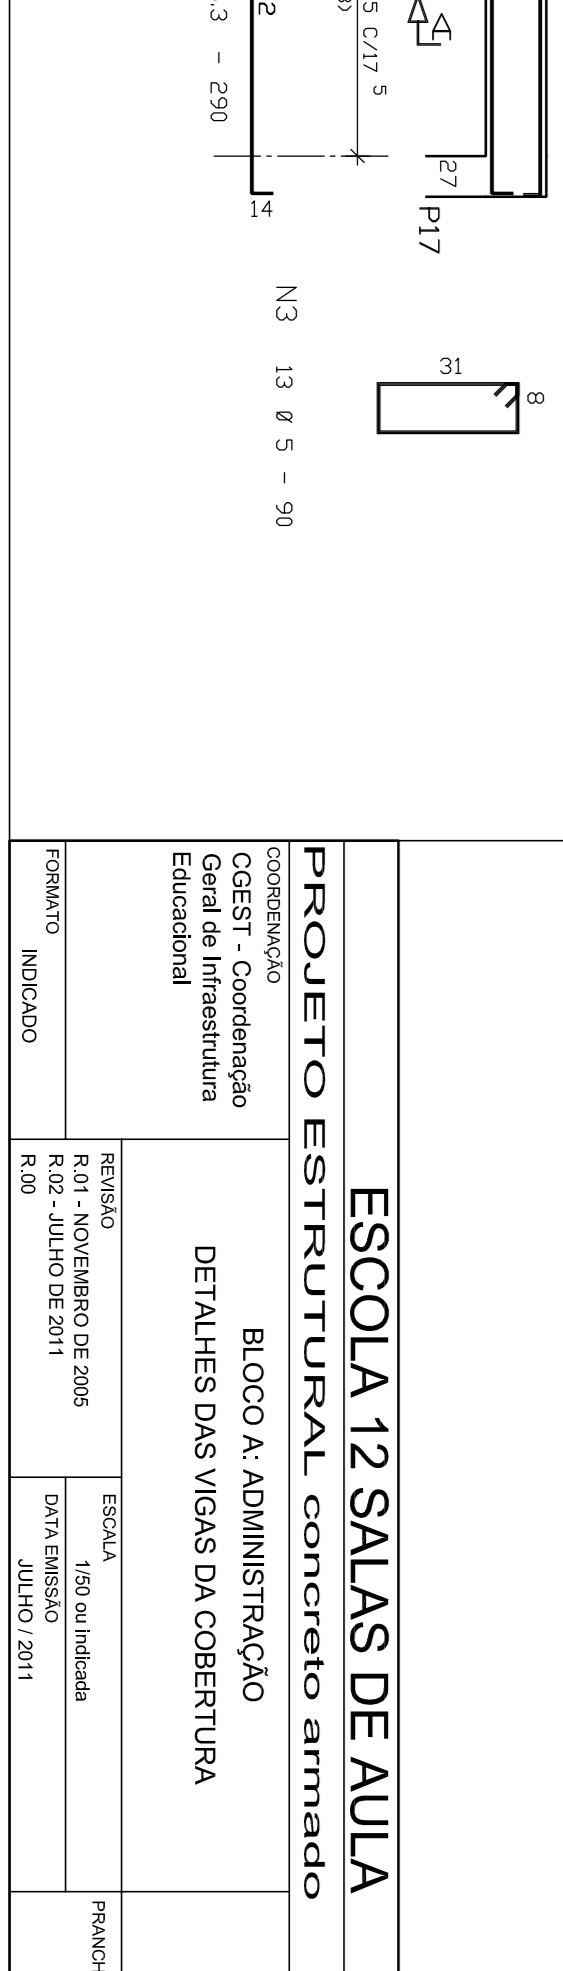 A
5 C/17 5
27
P17
2
.3 - 290
14
31
8
N3 13 Ø 5 - 90
ESCOLA 12 SALAS DE AULA
PROJETO ESTRUTURAL concreto armado
COORDENAÇÃO
CGEST - Coordenação
Geral de Infraestrutura
Educacional
BLOCO A: ADMINISTRAÇÃO
DETALHES DAS VIGAS DA COBERTURA
FORMATO
INDICADO
REVISÃO
R.01 - NOVEMBRO DE 2005
R.02 - JULHO DE 2011
R.00
ESCALA
1/50 ou indicada
DATA EMISSÃO
JULHO / 2011
PRANCH